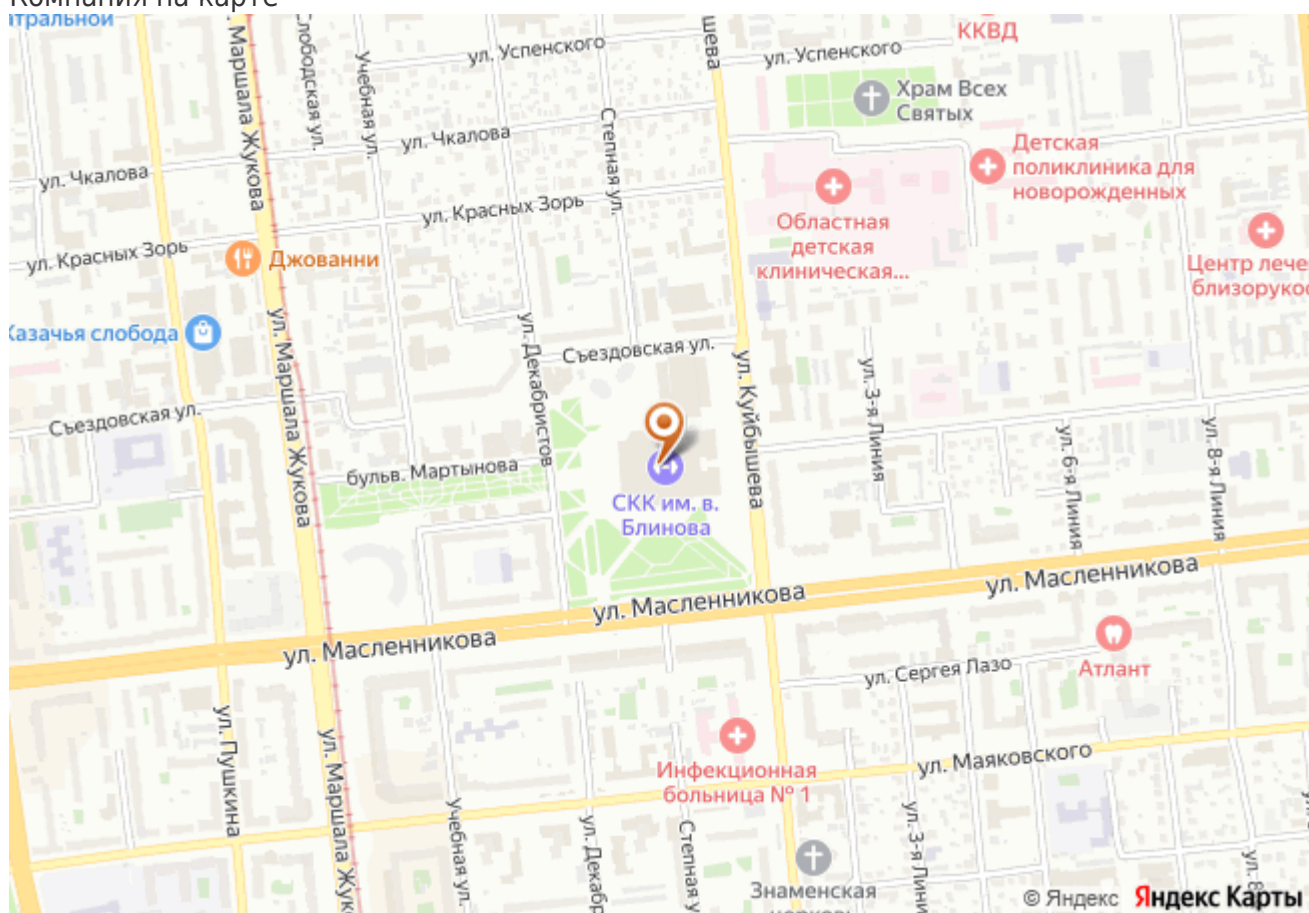 Компания на карте
нтральной
ул. Маршала Жукова
Слободская ул.
Учебная ул.
ул. Успенского
шева
ул. Успенского
ККВД
Храм Всех
Святых
ул. Чкалова
ул. Чкалова
Степная ул.
Детская
поликлиника для
новорожденных
ул. Красных Зорь
ул. Красных Зорь
Джованни
Областная
детская
клиническая...
Центр лече
близоруко
Казачья слобода
ул. Маршала Жукова
ул. Декабристов
Съездовская ул.
ул. Куйбышева
ул. 3-я Линия
Съездовская ул.
бульв. Мартынова
СКК им. в.
Блинова
ул. 6-я Линия
ул. 8-я Линия
ул. Масленникова
ул. Масленникова
ул. Масленникова
ул. Сергея Лазо
Атлант
ул. Пушкина
ул. Маршала Жуко
Инфекционная
больница № 1
ул. Маяковского
Учебная ул.
ул. Декабр
Степная у
ул. 3-я Лини
ул. 8
Знаменская
церковь
© Яндекс Яндекс Карты